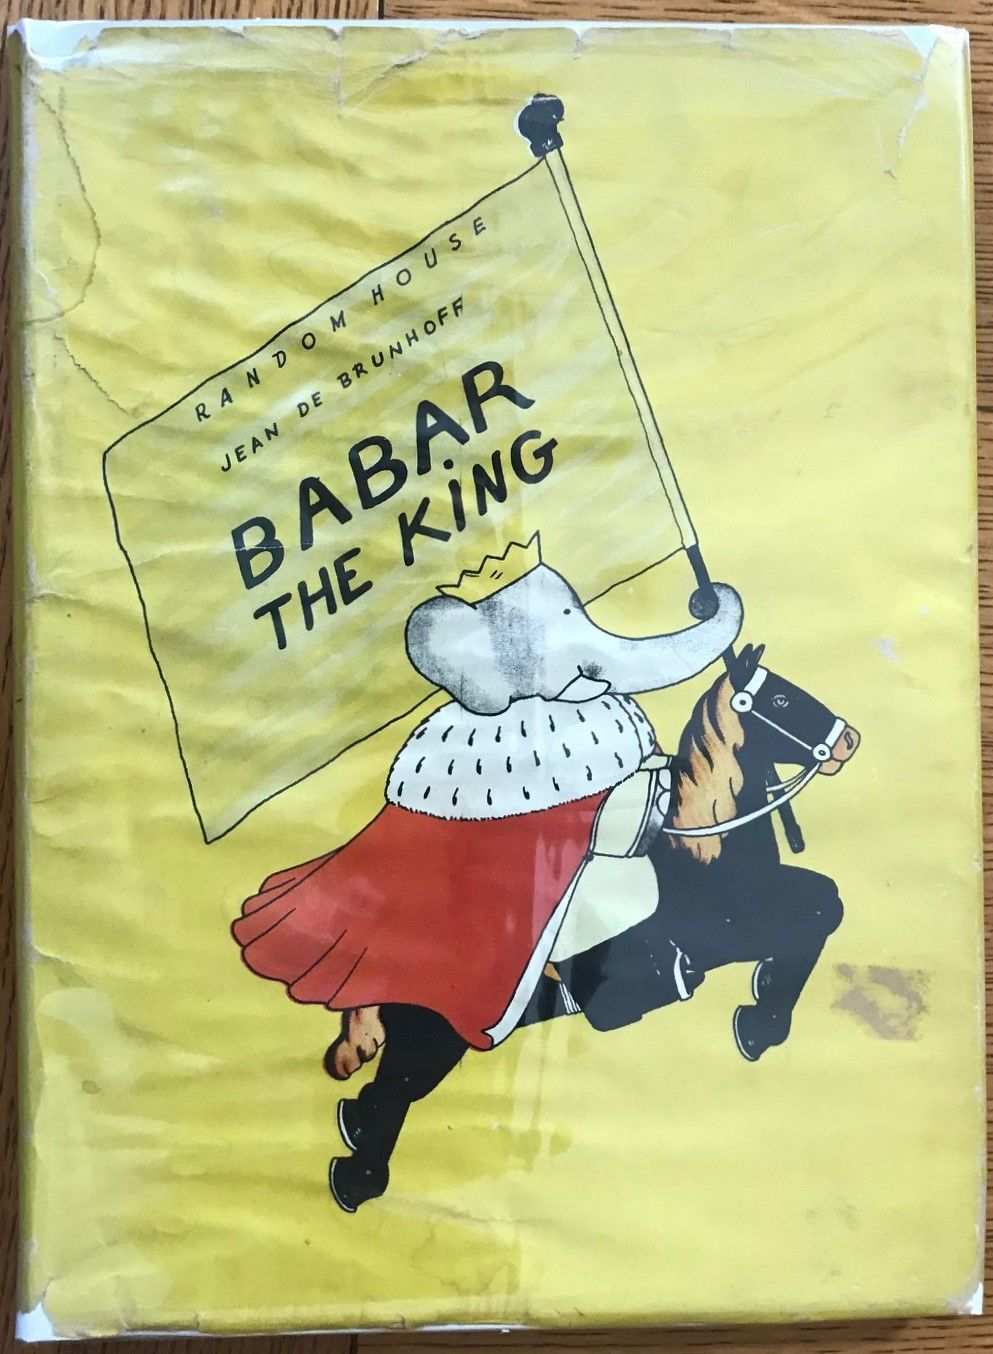 RANDOM HOUSE
JEAN DE BRUNHOFF
BABAR
THE KiNG